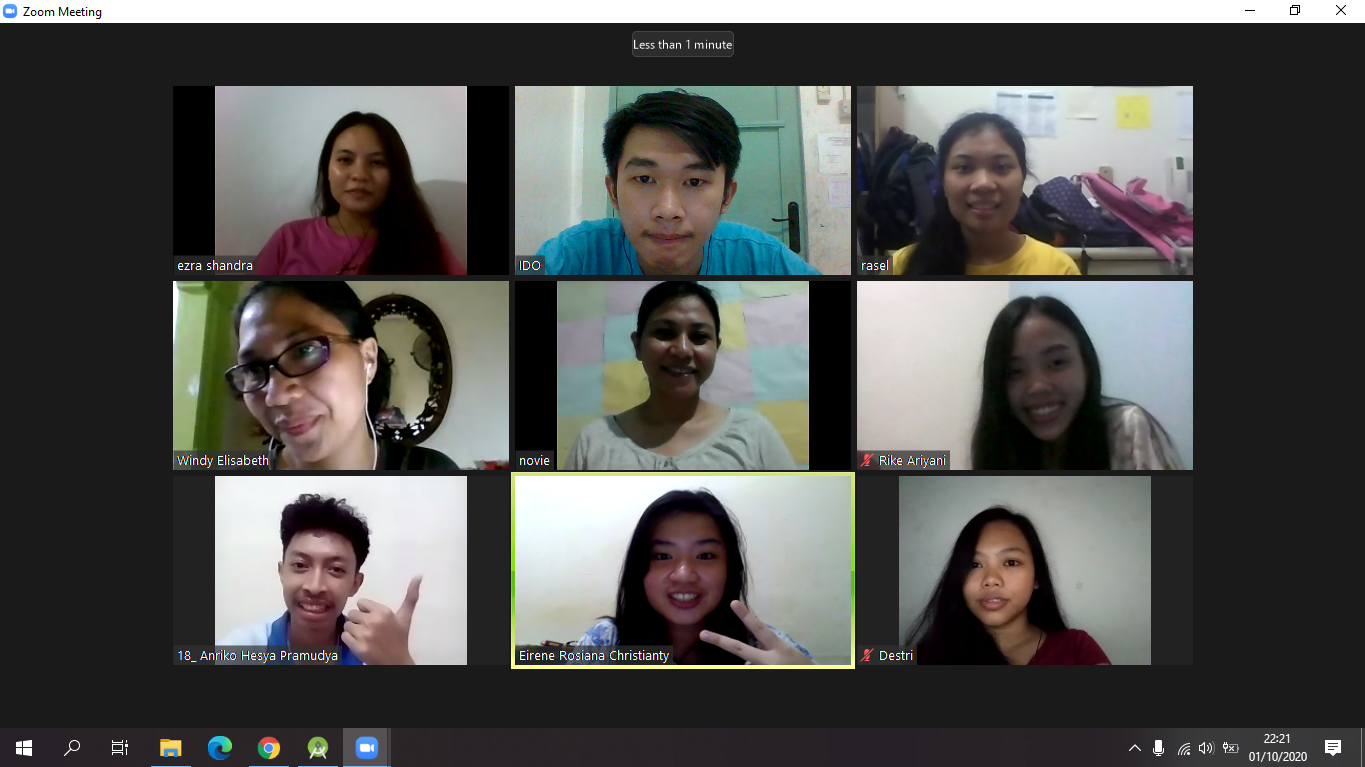 Zoom Meeting
Less than 1 minute
ezra shandra
IDO
rasel
Windy Elisabeth
novie
Rike Ariyani
18_ Anriko Hesya Pramudya
Eirene Rosiana Christianty
Destri
22:21
01/10/2020